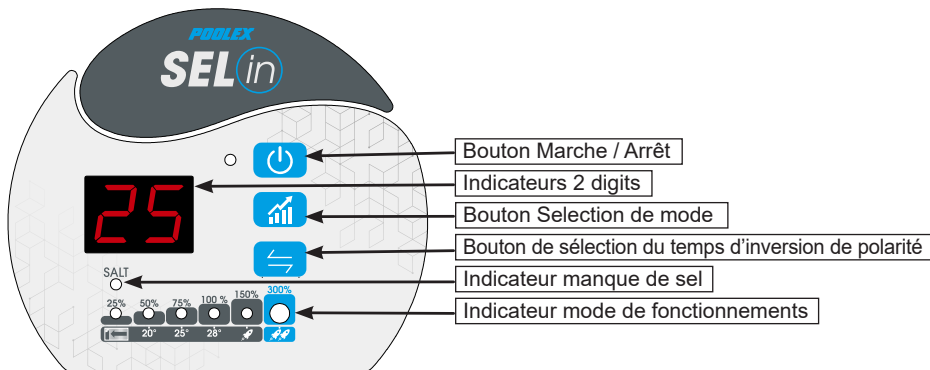 POOLEX
SEL in
Bouton Marche / Arrêt
Indicateurs 2 digits
25
Bouton Selection de mode
Bouton de sélection du temps d’inversion de polarité
SALT
Indicateur manque de sel
25% 50% 75% 100 % 150% 300%
Indicateur mode de fonctionnements
20° 25° 28°